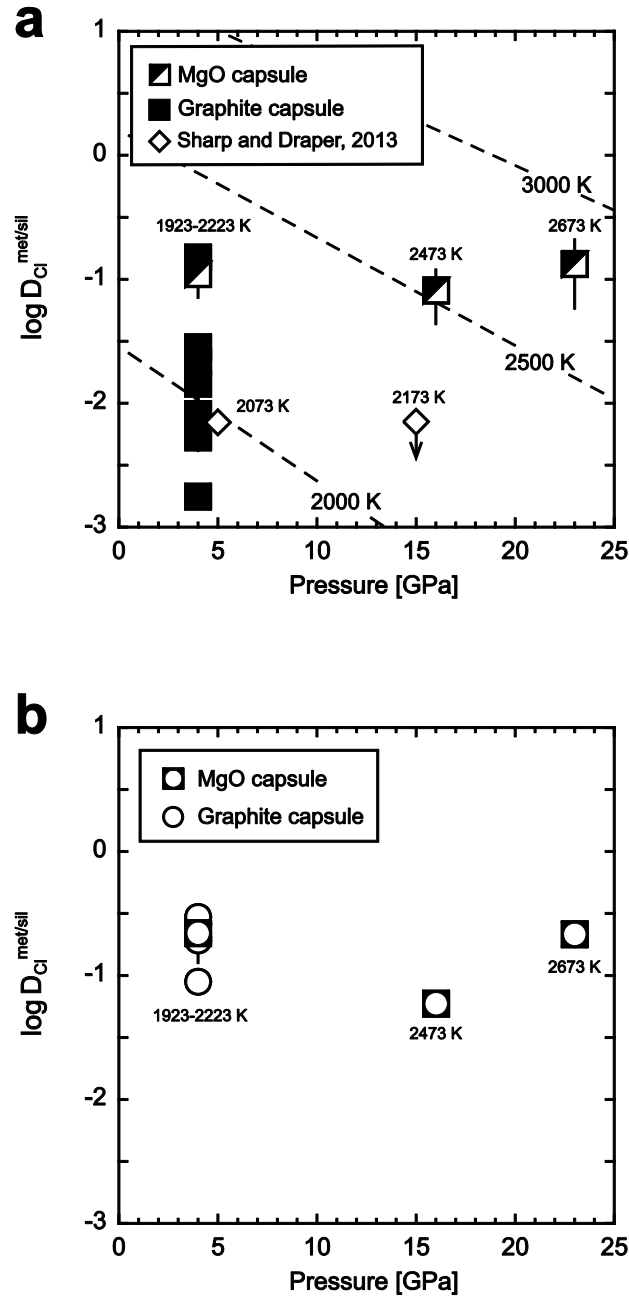 a
1
MgO capsule
Graphite capsule
Sharp and Draper, 2013
0
3000 K
1923-2223 K
2673 K
2473 K
-1
log D_Cl^met/sil
2500 K
2173 K
2073 K
-2
2000 K
-3
0 5 10 15 20 25
Pressure [GPa]
b
1
MgO capsule
Graphite capsule
0
log D_Cl^met/sil
-1
2673 K
1923-2223 K
2473 K
-2
-3
0 5 10 15 20 25
Pressure [GPa]